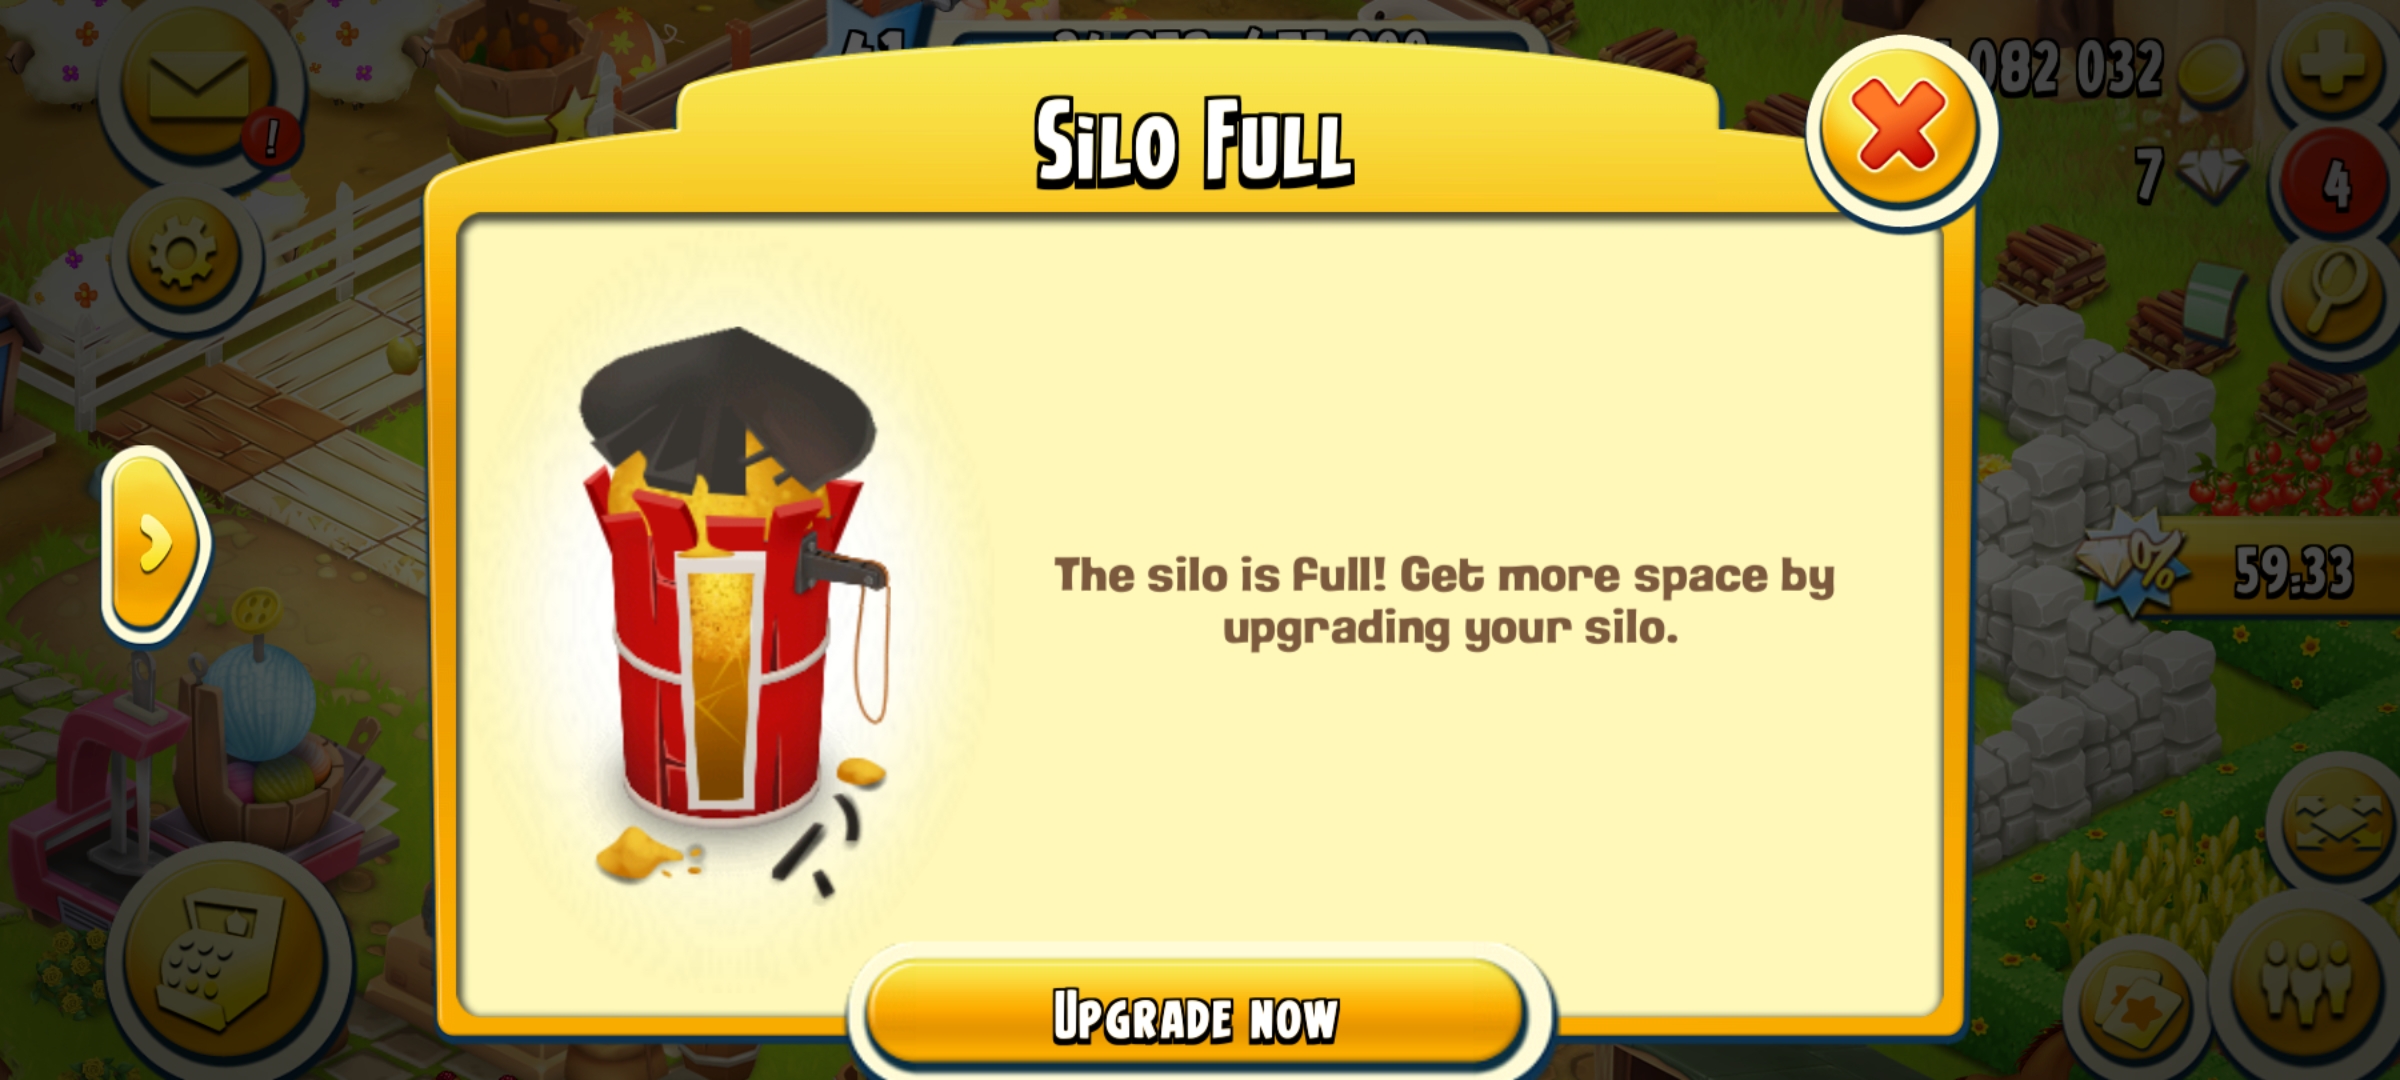 Silo Full
082 032
7
4
The silo is full! Get more space by
upgrading your silo.
%
59:33
Upgrade now